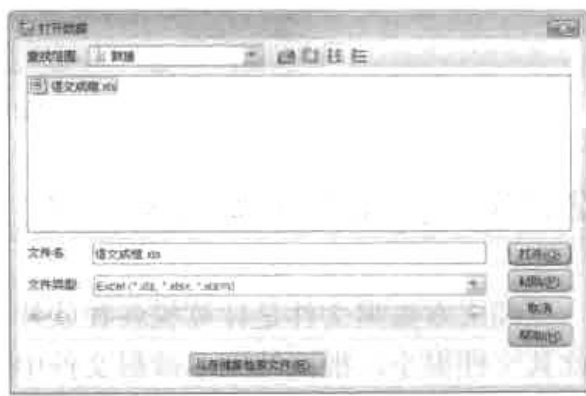 打开数据
查找范围: 数据
语文成绩.xls
文件名: 语文成绩.xls 打开(O)
文件类型: Excel (*.xls, *.xlsx, *.xlsm) 粘贴(P)
取消
帮助(H)
从存储库检索文件(R)...